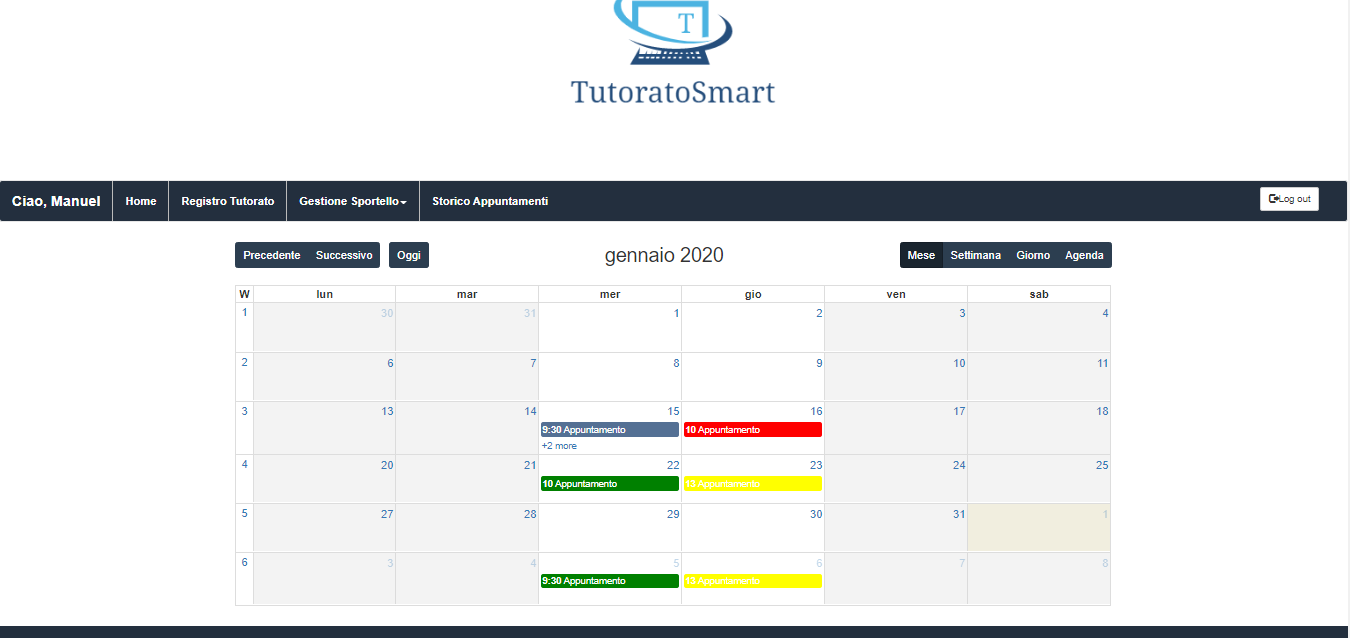 T
TutoratoSmart
Ciao, Manuel Home Registro Tutorato Gestione Sportello Storico Appuntamenti Log out
Precedente Successivo Oggi gennaio 2020 Mese Settimana Giorno Agenda
W lun mar mer gio ven sab
1 30 31 1 2 3 4
2 6 7 8 9 10 11
3 13 14 15 16 17 18
9:30 Appuntamento 10 Appuntamento
+2 more
4 20 21 22 23 24 25
10 Appuntamento 13 Appuntamento
5 27 28 29 30 31 1
6 3 4 5 6 7 8
9:30 Appuntamento 13 Appuntamento